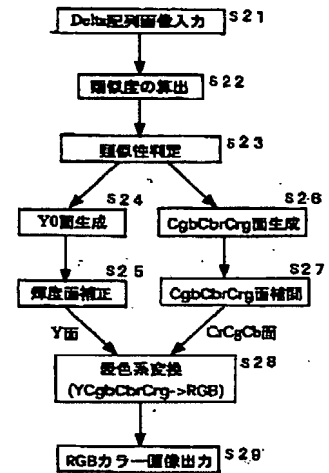 Delta配列画像入力 S21
類似度の算出 S22
類似性判定 S23
Y0面生成 S24
CgbCbrCrg面生成 S26
輝度面補正 S25
CgbCbrCrg面補間 S27
Y面
CrCgCb面
表色系変換 S28
(YCgbCbrCrg->RGB)
RGBカラー画像出力 S29